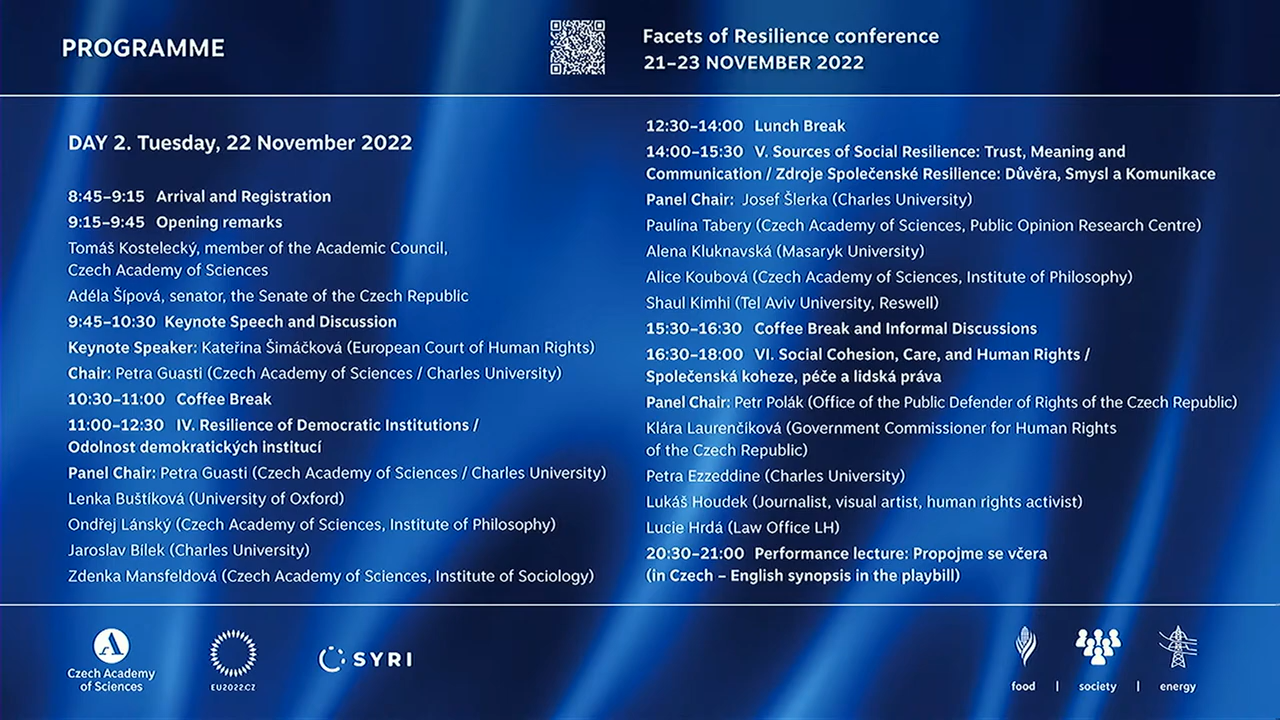 PROGRAMME
Facets of Resilience conference
21–23 NOVEMBER 2022
DAY 2. Tuesday, 22 November 2022
8:45–9:15 Arrival and Registration
9:15–9:45 Opening remarks
Tomáš Kostelecký, member of the Academic Council,
Czech Academy of Sciences
Adéla Šípová, senator, the Senate of the Czech Republic
9:45–10:30 Keynote Speech and Discussion
Keynote Speaker: Kateřina Šimáčková (European Court of Human Rights)
Chair: Petra Guasti (Czech Academy of Sciences / Charles University)
10:30–11:00 Coffee Break
11:00–12:30 IV. Resilience of Democratic Institutions /
Odolnost demokratických institucí
Panel Chair: Petra Guasti (Czech Academy of Sciences / Charles University)
Lenka Buštíková (University of Oxford)
Ondřej Lánský (Czech Academy of Sciences, Institute of Philosophy)
Jaroslav Bílek (Charles University)
Zdenka Mansfeldová (Czech Academy of Sciences, Institute of Sociology)
12:30–14:00 Lunch Break
14:00–15:30 V. Sources of Social Resilience: Trust, Meaning and
Communication / Zdroje Společenské Resilience: Důvěra, Smysl a Komunikace
Panel Chair: Josef Šlerka (Charles University)
Paulína Tabery (Czech Academy of Sciences, Public Opinion Research Centre)
Alena Kluknavská (Masaryk University)
Alice Koubová (Czech Academy of Sciences, Institute of Philosophy)
Shaul Kimhi (Tel Aviv University, Reswell)
15:30–16:30 Coffee Break and Informal Discussions
16:30–18:00 VI. Social Cohesion, Care, and Human Rights /
Společenská koheze, péče a lidská práva
Panel Chair: Petr Polák (Office of the Public Defender of Rights of the Czech Republic)
Klára Laurenčíková (Government Commissioner for Human Rights
of the Czech Republic)
Petra Ezzeddine (Charles University)
Lukáš Houdek (Journalist, visual artist, human rights activist)
Lucie Hrdá (Law Office LH)
20:30–21:00 Performance lecture: Propojme se včera
(in Czech – English synopsis in the playbill)
Czech Academy
of Sciences
EU2022.CZ
SYRI
food | society | energy